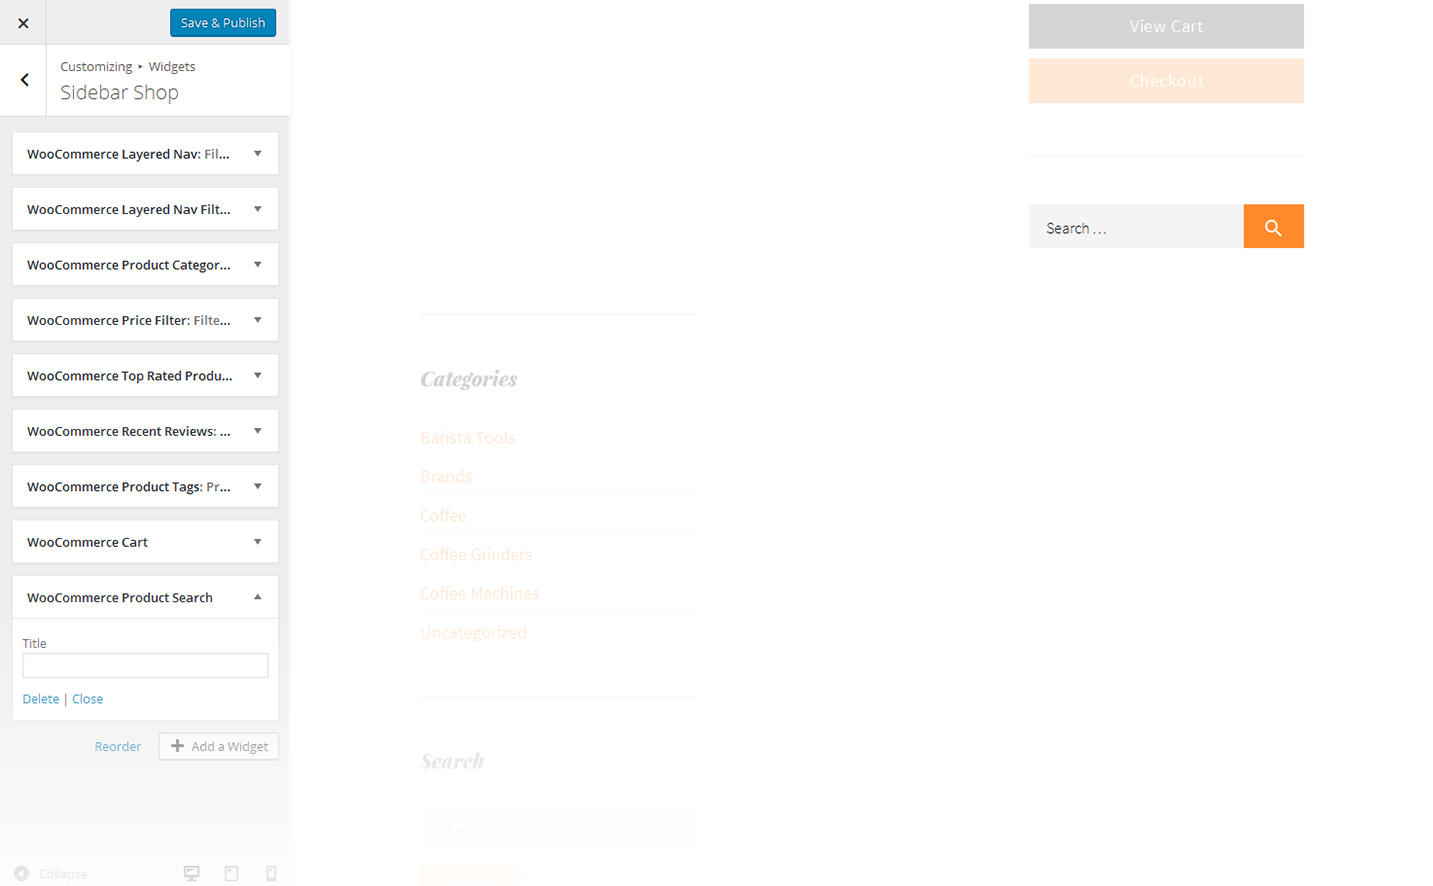 Save & Publish
Customizing ▸ Widgets
Sidebar Shop
WooCommerce Layered Nav: Fil...
WooCommerce Layered Nav Filt...
WooCommerce Product Categor...
WooCommerce Price Filter: Filte...
WooCommerce Top Rated Produ...
WooCommerce Recent Reviews: ...
WooCommerce Product Tags: Pr...
WooCommerce Cart
WooCommerce Product Search
Title
Delete | Close
Reorder
Add a Widget
Collapse
Categories
Barista Tools
Brands
Coffee
Coffee Grinders
Coffee Machines
Uncategorized
Search
Search
View Cart
Checkout
Search ...